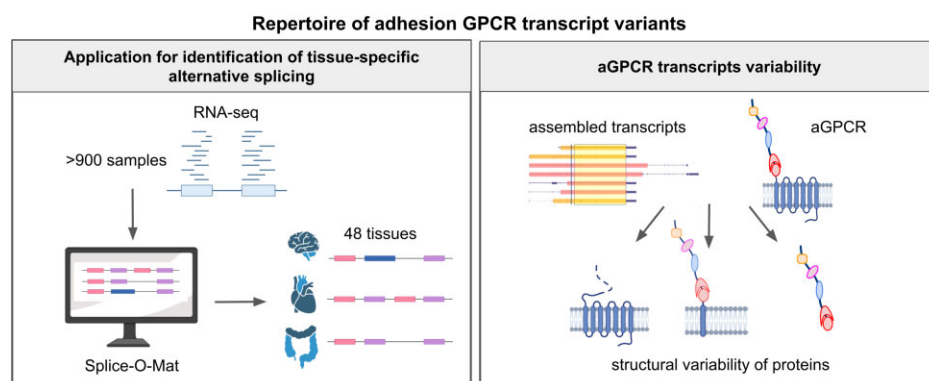 Repertoire of adhesion GPCR transcript variants
Application for identification of tissue-specific
alternative splicing
RNA-seq
>900 samples
48 tissues
Splice-O-Mat
aGPCR transcripts variability
assembled transcripts
aGPCR
structural variability of proteins